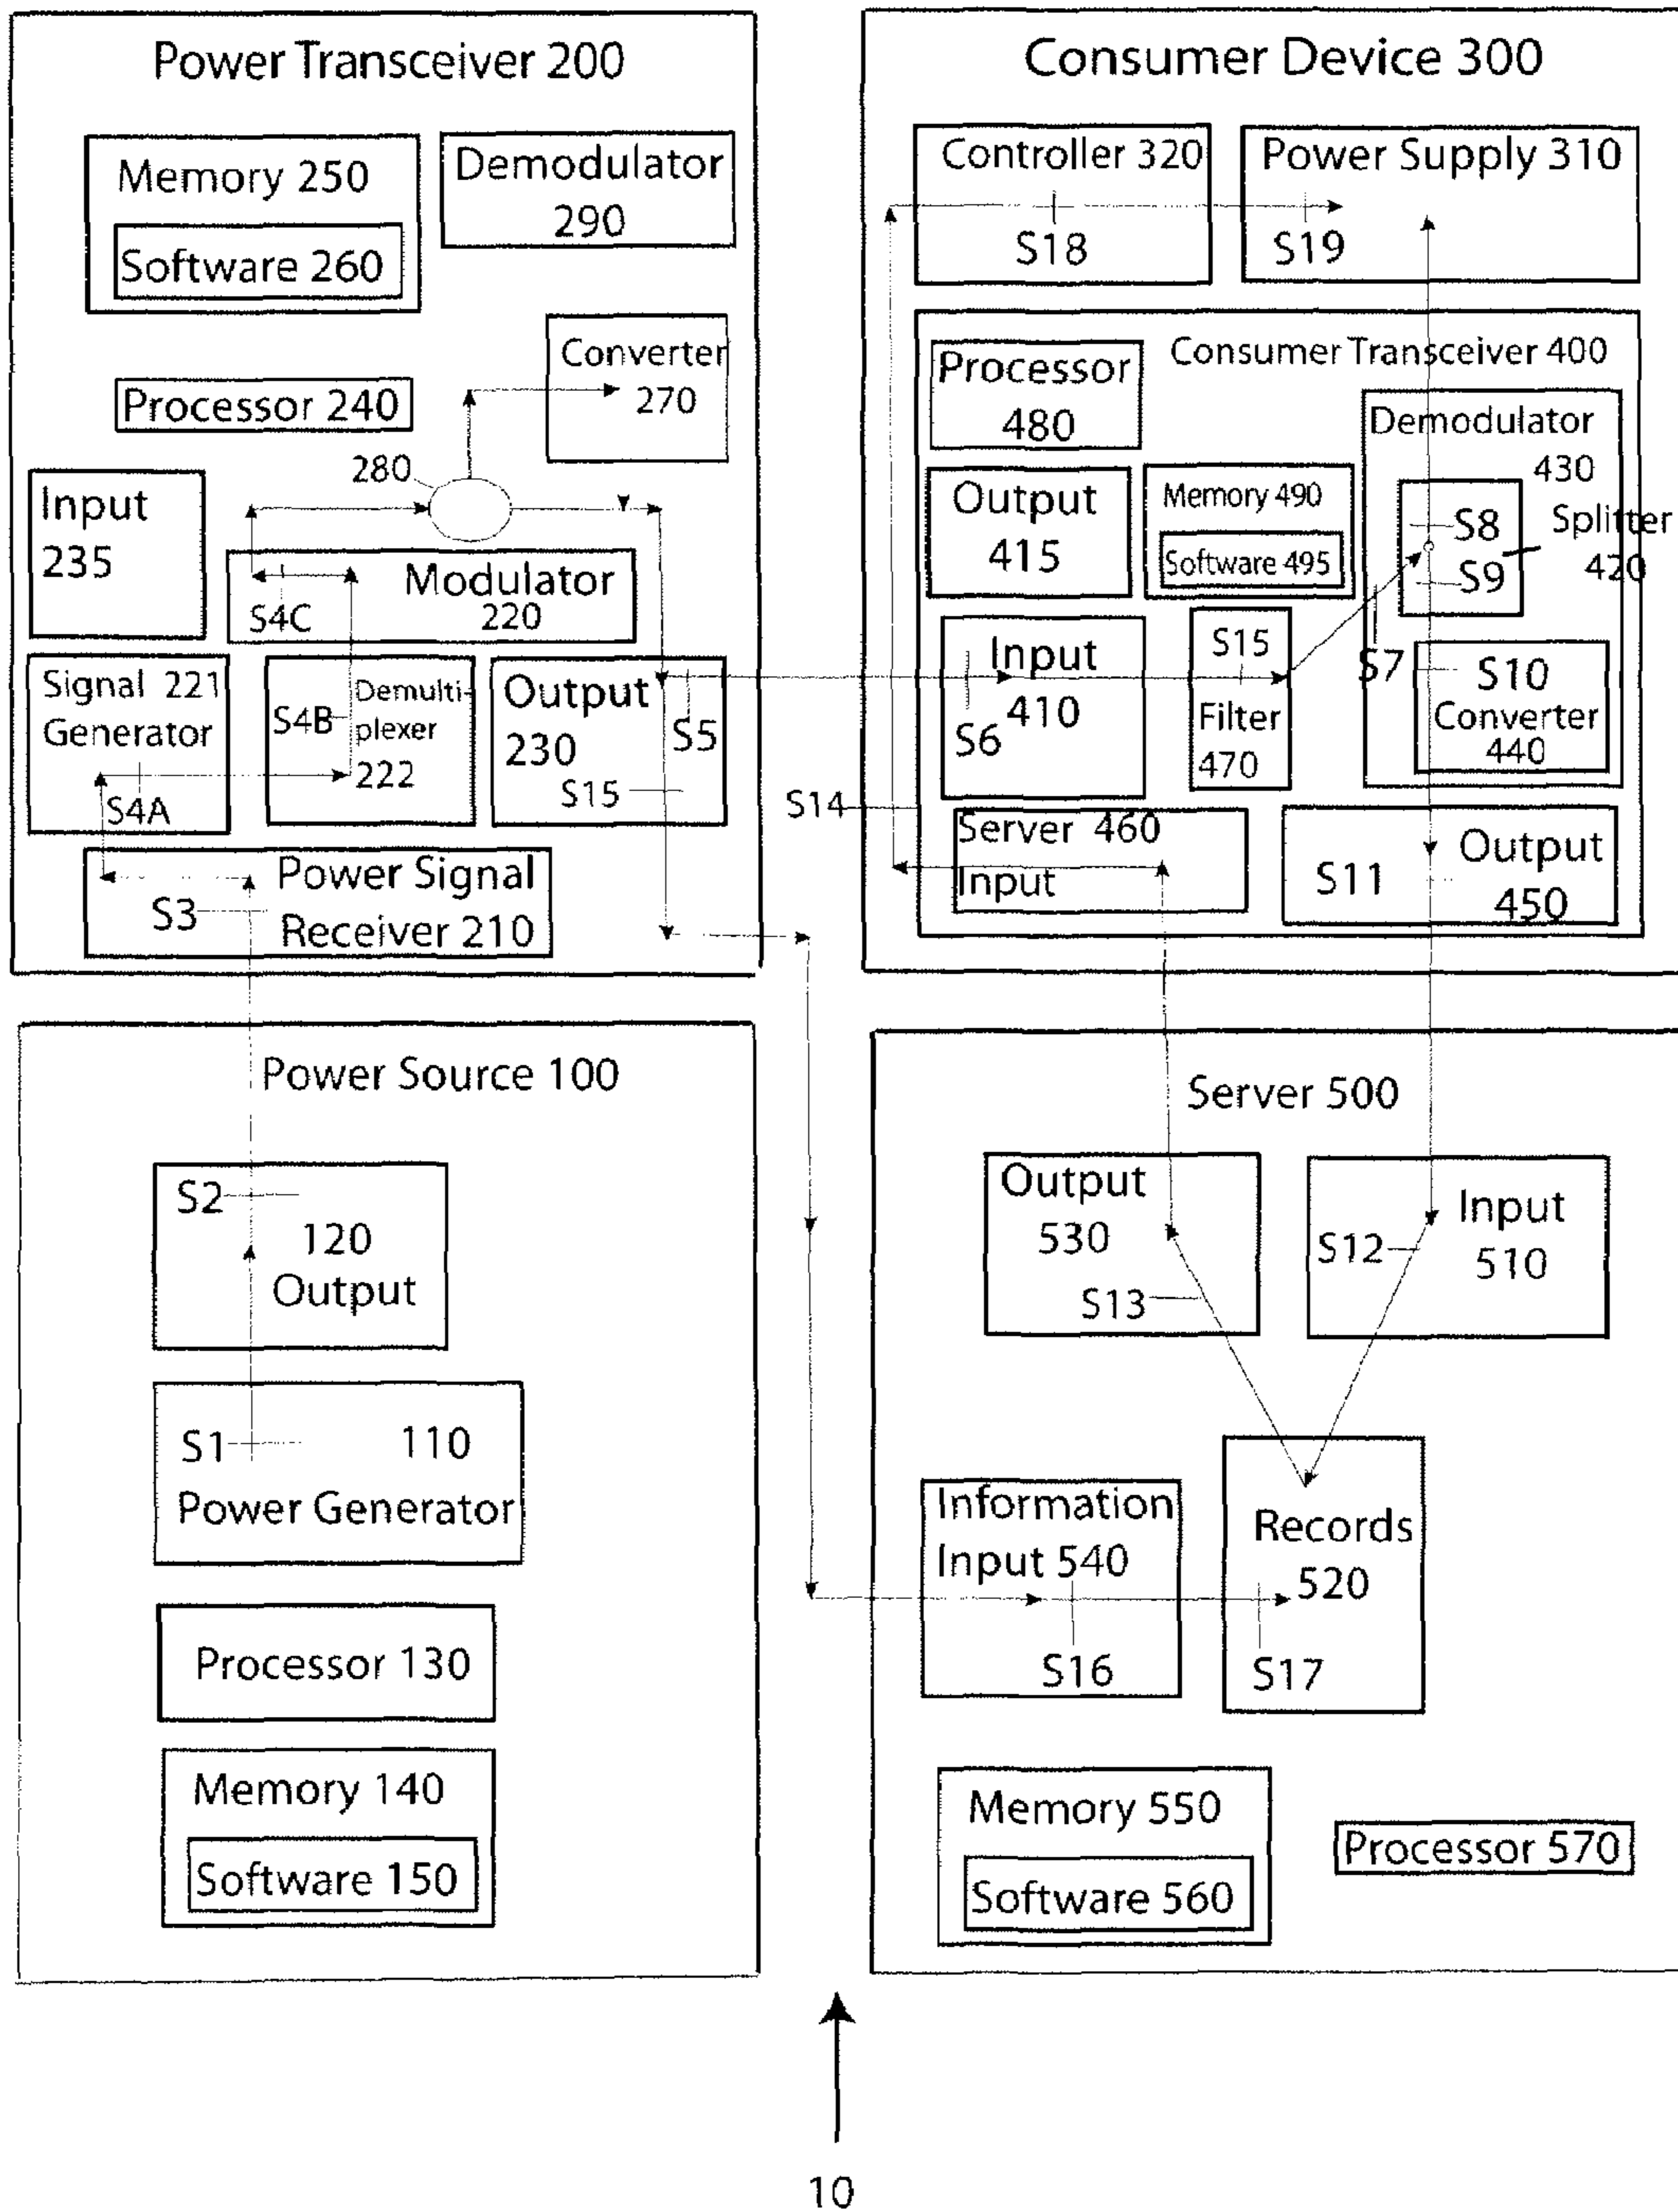 Power Transceiver 200
Memory 250
Software 260
Demodulator
290
Converter
270
Processor 240
280
Input
235
Modulator
220
S4C
Signal 221
Generator
S4A
S4B
Demulti-
plexer
222
Output
230
S5
S15
Power Signal
Receiver 210
S3
Consumer Device 300
Controller 320
S18
Power Supply 310
S19
Consumer Transceiver 400
Processor
480
Output
415
Memory 490
Software 495
Demodulator
430
S8
S9
Splitter
420
S7
S10
Converter
440
Input
410
S6
S15
Filter
470
S14
Server 460
Input
S11
Output
450
Power Source 100
S2
120
Output
S1
110
Power Generator
Processor 130
Memory 140
Software 150
Server 500
Output
530
S13
Input
510
S12
Information
Input 540
S16
Records
520
S17
Memory 550
Software 560
Processor 570
10